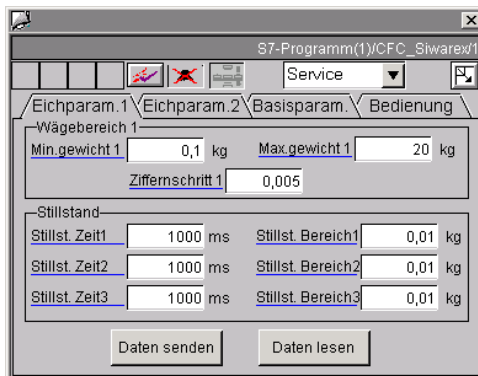 S7-Programm(1)/CFC_Siwarex/1
Service
Eichparam.1 Eichparam.2 Basisparam. Bedienung
Wägebereich 1
Min.gewicht 1 0,1 kg Max.gewicht 1 20 kg
Ziffernschritt 1 0,005
Stillstand
Stillst. Zeit1 1000 ms Stillst. Bereich1 0,01 kg
Stillst. Zeit2 1000 ms Stillst. Bereich2 0,01 kg
Stillst. Zeit3 1000 ms Stillst. Bereich3 0,01 kg
Daten senden Daten lesen